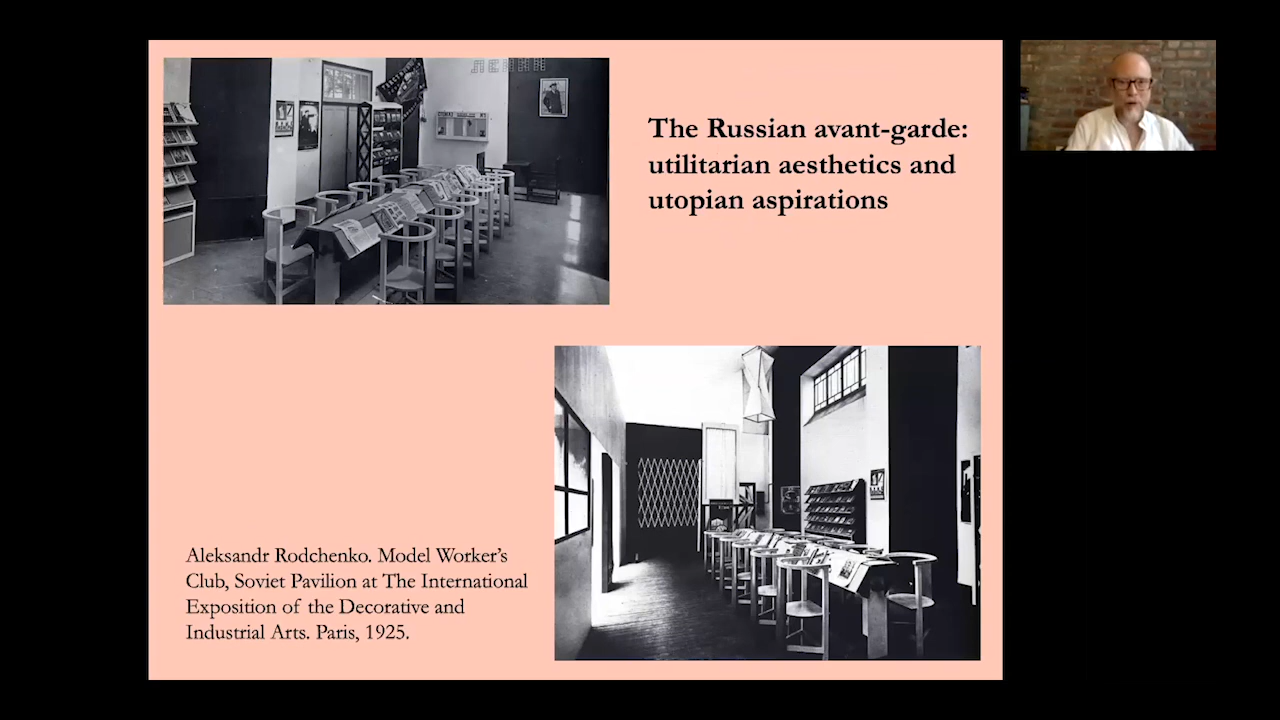 The Russian avant-garde:
utilitarian aesthetics and
utopian aspirations
ЛЕНИН
Aleksandr Rodchenko. Model Worker’s
Club, Soviet Pavilion at The International
Exposition of the Decorative and
Industrial Arts. Paris, 1925.